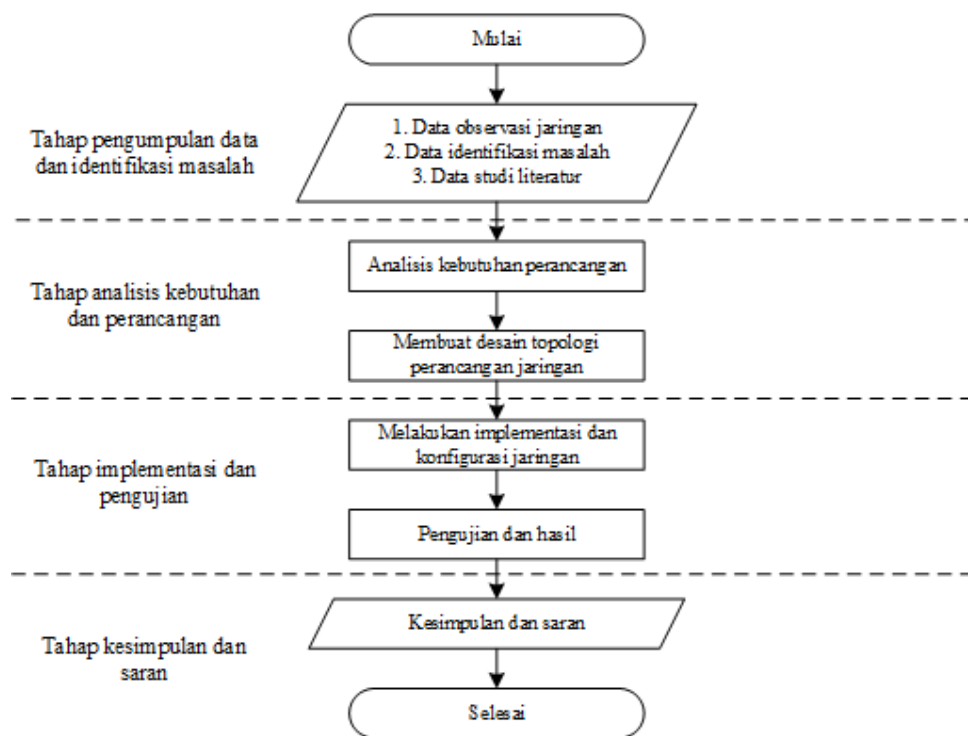 Mulai
Tahap pengumpulan data
dan identifikasi masalah
1. Data observasi jaringan
2. Data identifikasi masalah
3. Data studi literatur
Tahap analisis kebutuhan
dan perancangan
Analisis kebutuhan perancangan
Membuat desain topologi
perancangan jaringan
Tahap implementasi dan
pengujian
Melakukan implementasi dan
konfigurasi jaringan
Pengujian dan hasil
Tahap kesimpulan dan
saran
Kesimpulan dan saran
Selesai